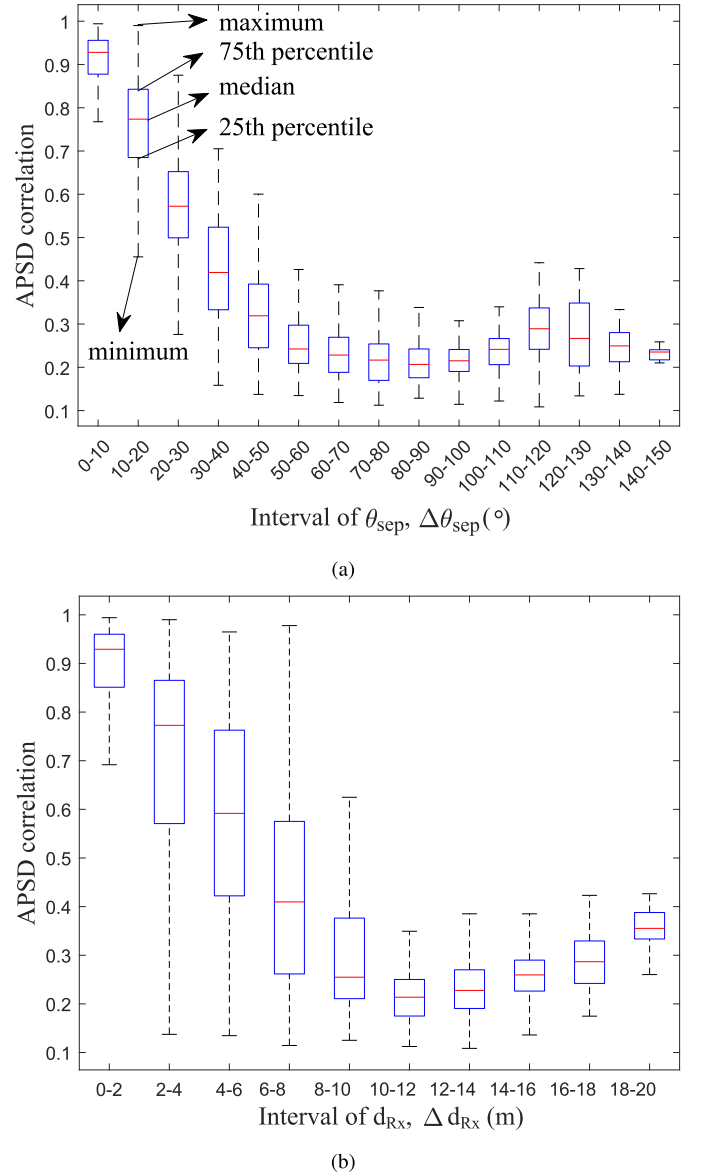 1
0.9
0.8
0.7
0.6
0.5
0.4
0.3
0.2
0.1
APSD correlation
maximum
75th percentile
median
25th percentile
minimum
0-10
10-20
20-30
30-40
40-50
50-60
60-70
70-80
80-90
90-100
100-110
110-120
120-130
130-140
140-150
Interval of θsep, Δθsep(°)
(a)
1
0.9
0.8
0.7
0.6
0.5
0.4
0.3
0.2
0.1
APSD correlation
0-2 2-4 4-6 6-8 8-10 10-12 12-14 14-16 16-18 18-20
Interval of dRx, Δ dRx (m)
(b)